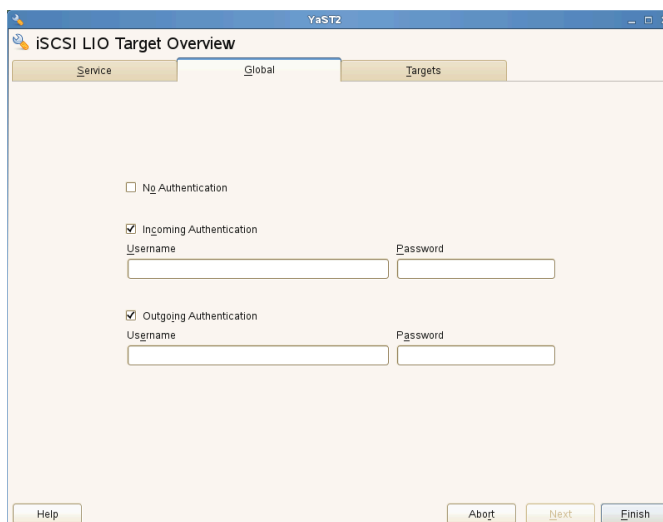 YaST2
iSCSI LIO Target Overview
Service Global Targets
No Authentication
Incoming Authentication
Username Password
Outgoing Authentication
Username Password
Help Abort Next Finish